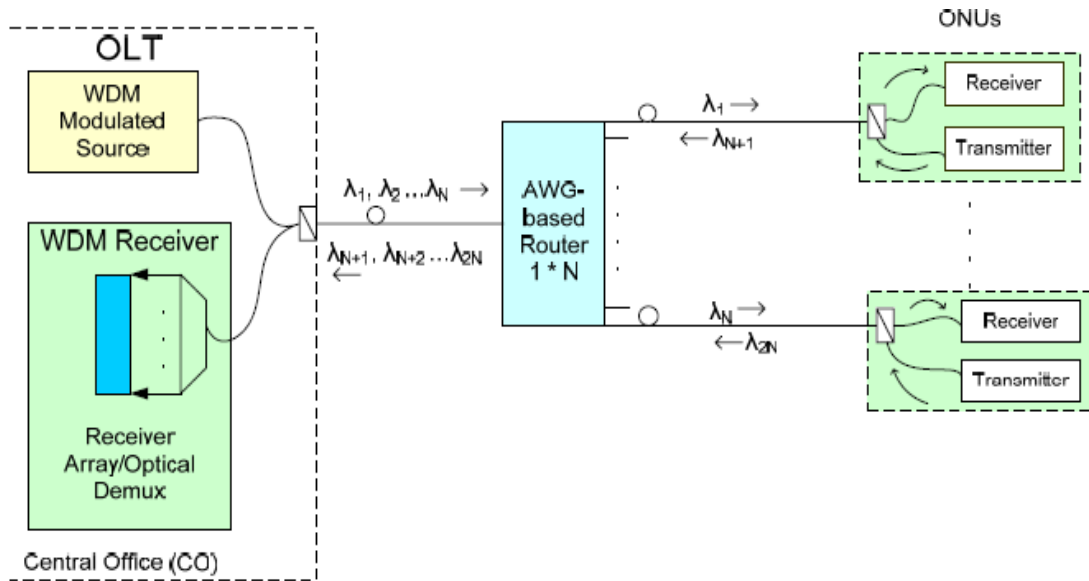 ONUs
OLT
WDM
Modulated
Source
WDM Receiver
Receiver
Array/Optical
Demux
Central Office (CO)
λ1, λ2 ...λN →
λN+1, λN+2 ...λ2N
←
AWG-
based
Router
1 * N
λ1 →
←λN+1
λN →
←λ2N
Receiver
Transmitter
Receiver
Transmitter